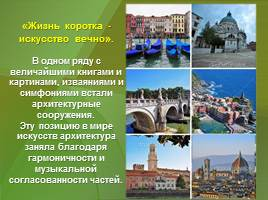 «Жизнь коротка -
искусство вечно».
В одном ряду с
величайшими книгами и
картинами, изваяниями и
симфониями встали
архитектурные
сооружения.
Эту позицию в мире
искусств архитектура
заняла благодаря
гармоничности и
музыкальной
согласованности частей.